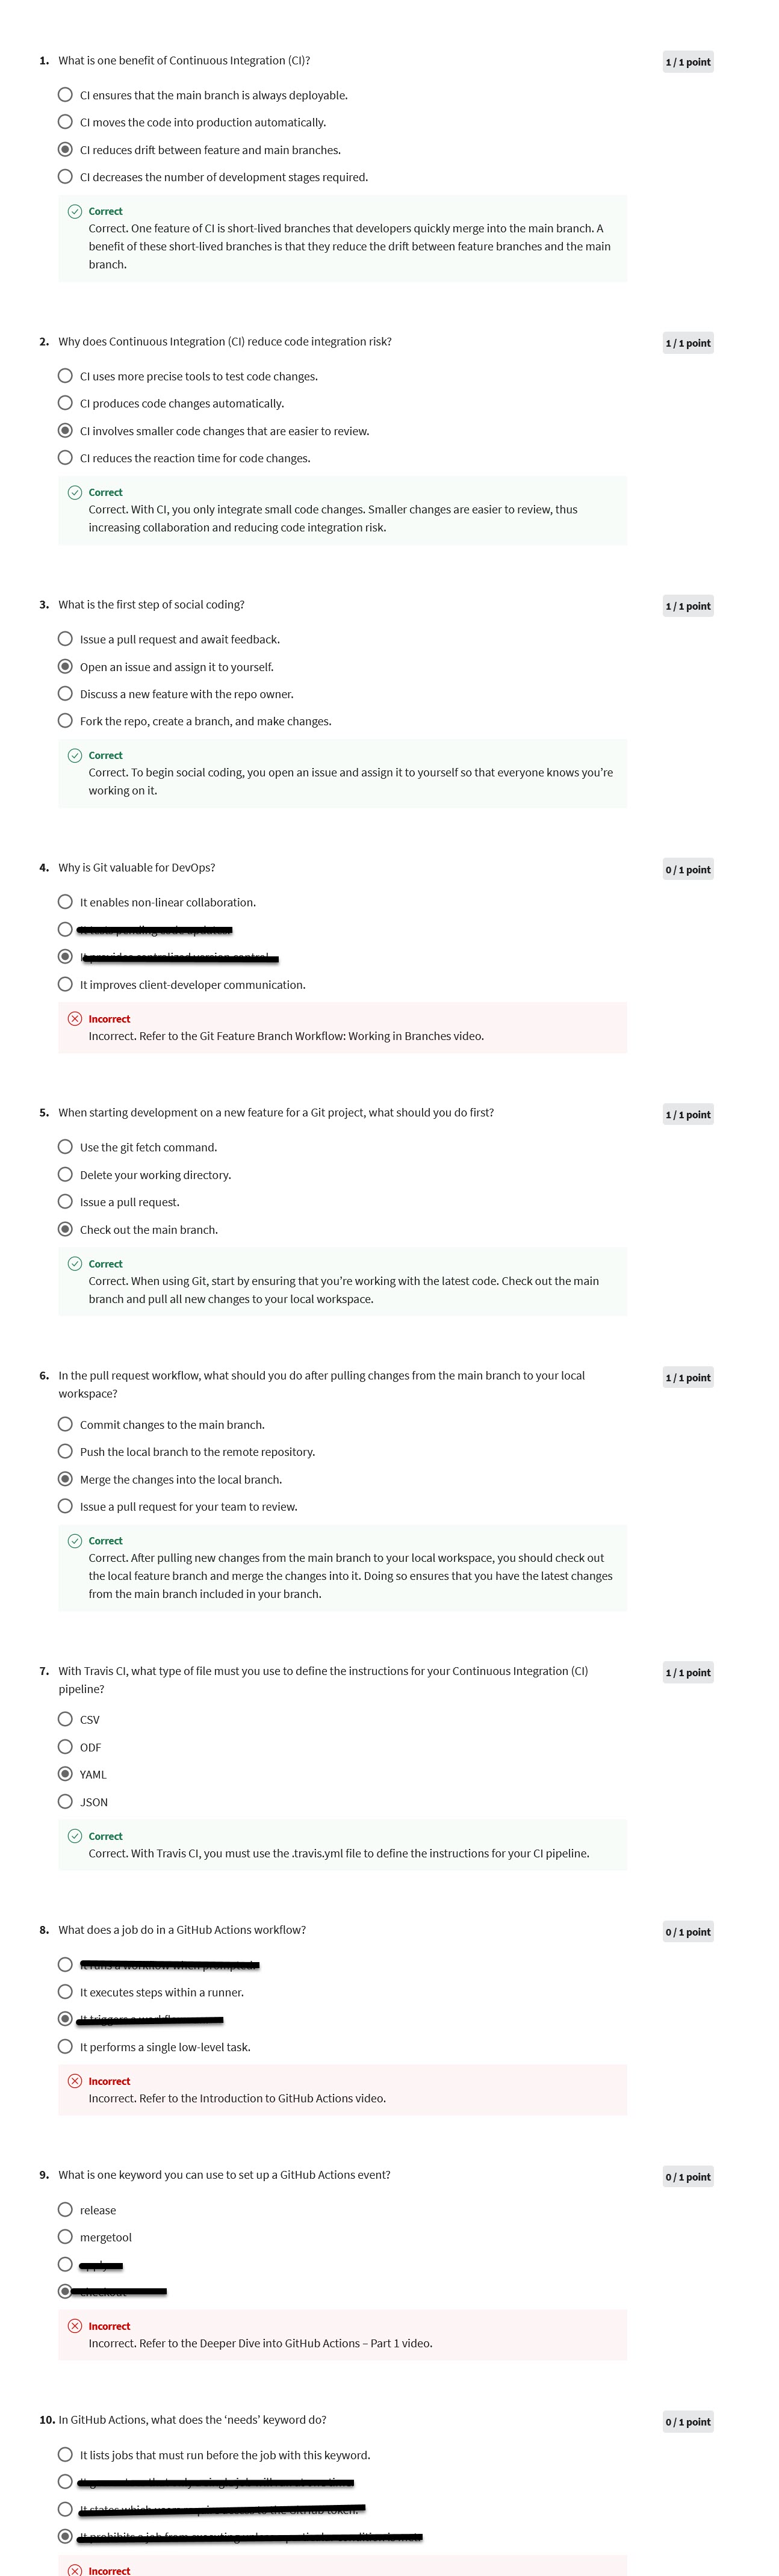 1. What is one benefit of Continuous Integration (CI)?
1 / 1 point
CI ensures that the main branch is always deployable.
CI moves the code into production automatically.
CI reduces drift between feature and main branches.
CI decreases the number of development stages required.
Correct
Correct. One feature of CI is short-lived branches that developers quickly merge into the main branch. A
benefit of these short-lived branches is that they reduce the drift between feature branches and the main
branch.
2. Why does Continuous Integration (CI) reduce code integration risk?
1 / 1 point
CI uses more precise tools to test code changes.
CI produces code changes automatically.
CI involves smaller code changes that are easier to review.
CI reduces the reaction time for code changes.
Correct
Correct. With CI, you only integrate small code changes. Smaller changes are easier to review, thus
increasing collaboration and reducing code integration risk.
3. What is the first step of social coding?
1 / 1 point
Issue a pull request and await feedback.
Open an issue and assign it to yourself.
Discuss a new feature with the repo owner.
Fork the repo, create a branch, and make changes.
Correct
Correct. To begin social coding, you open an issue and assign it to yourself so that everyone knows you’re
working on it.
4. Why is Git valuable for DevOps?
0 / 1 point
It enables non-linear collaboration.
It improves client-developer communication.
Incorrect
Incorrect. Refer to the Git Feature Branch Workflow: Working in Branches video.
5. When starting development on a new feature for a Git project, what should you do first?
1 / 1 point
Use the git fetch command.
Delete your working directory.
Issue a pull request.
Check out the main branch.
Correct
Correct. When using Git, start by ensuring that you’re working with the latest code. Check out the main
branch and pull all new changes to your local workspace.
6. In the pull request workflow, what should you do after pulling changes from the main branch to your local
workspace?
1 / 1 point
Commit changes to the main branch.
Push the local branch to the remote repository.
Merge the changes into the local branch.
Issue a pull request for your team to review.
Correct
Correct. After pulling new changes from the main branch to your local workspace, you should check out
the local feature branch and merge the changes into it. Doing so ensures that you have the latest changes
from the main branch included in your branch.
7. With Travis CI, what type of file must you use to define the instructions for your Continuous Integration (CI)
pipeline?
1 / 1 point
CSV
ODF
YAML
JSON
Correct
Correct. With Travis CI, you must use the .travis.yml file to define the instructions for your CI pipeline.
8. What does a job do in a GitHub Actions workflow?
0 / 1 point
It executes steps within a runner.
It performs a single low-level task.
Incorrect
Incorrect. Refer to the Introduction to GitHub Actions video.
9. What is one keyword you can use to set up a GitHub Actions event?
0 / 1 point
release
mergetool
Incorrect
Incorrect. Refer to the Deeper Dive into GitHub Actions – Part 1 video.
10. In GitHub Actions, what does the ‘needs’ keyword do?
0 / 1 point
It lists jobs that must run before the job with this keyword.
Incorrect